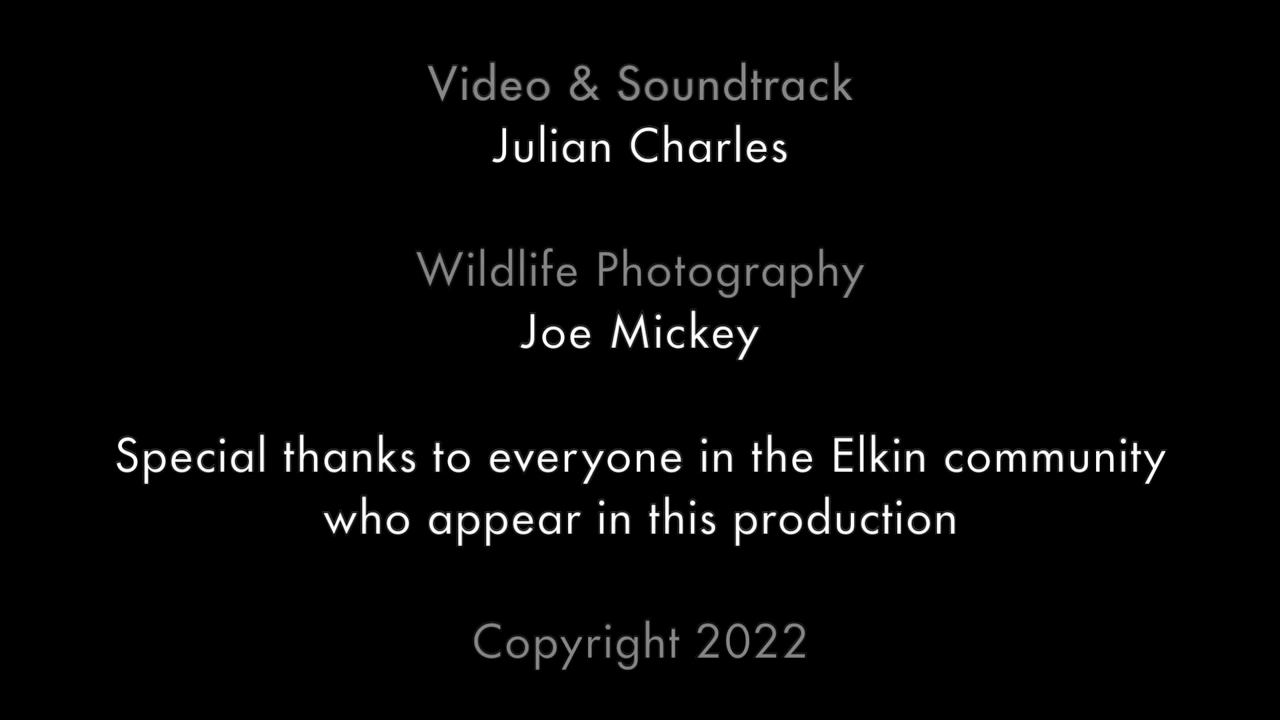 Video & Soundtrack
Julian Charles
Wildlife Photography
Joe Mickey
Special thanks to everyone in the Elkin community
who appear in this production
Copyright 2022